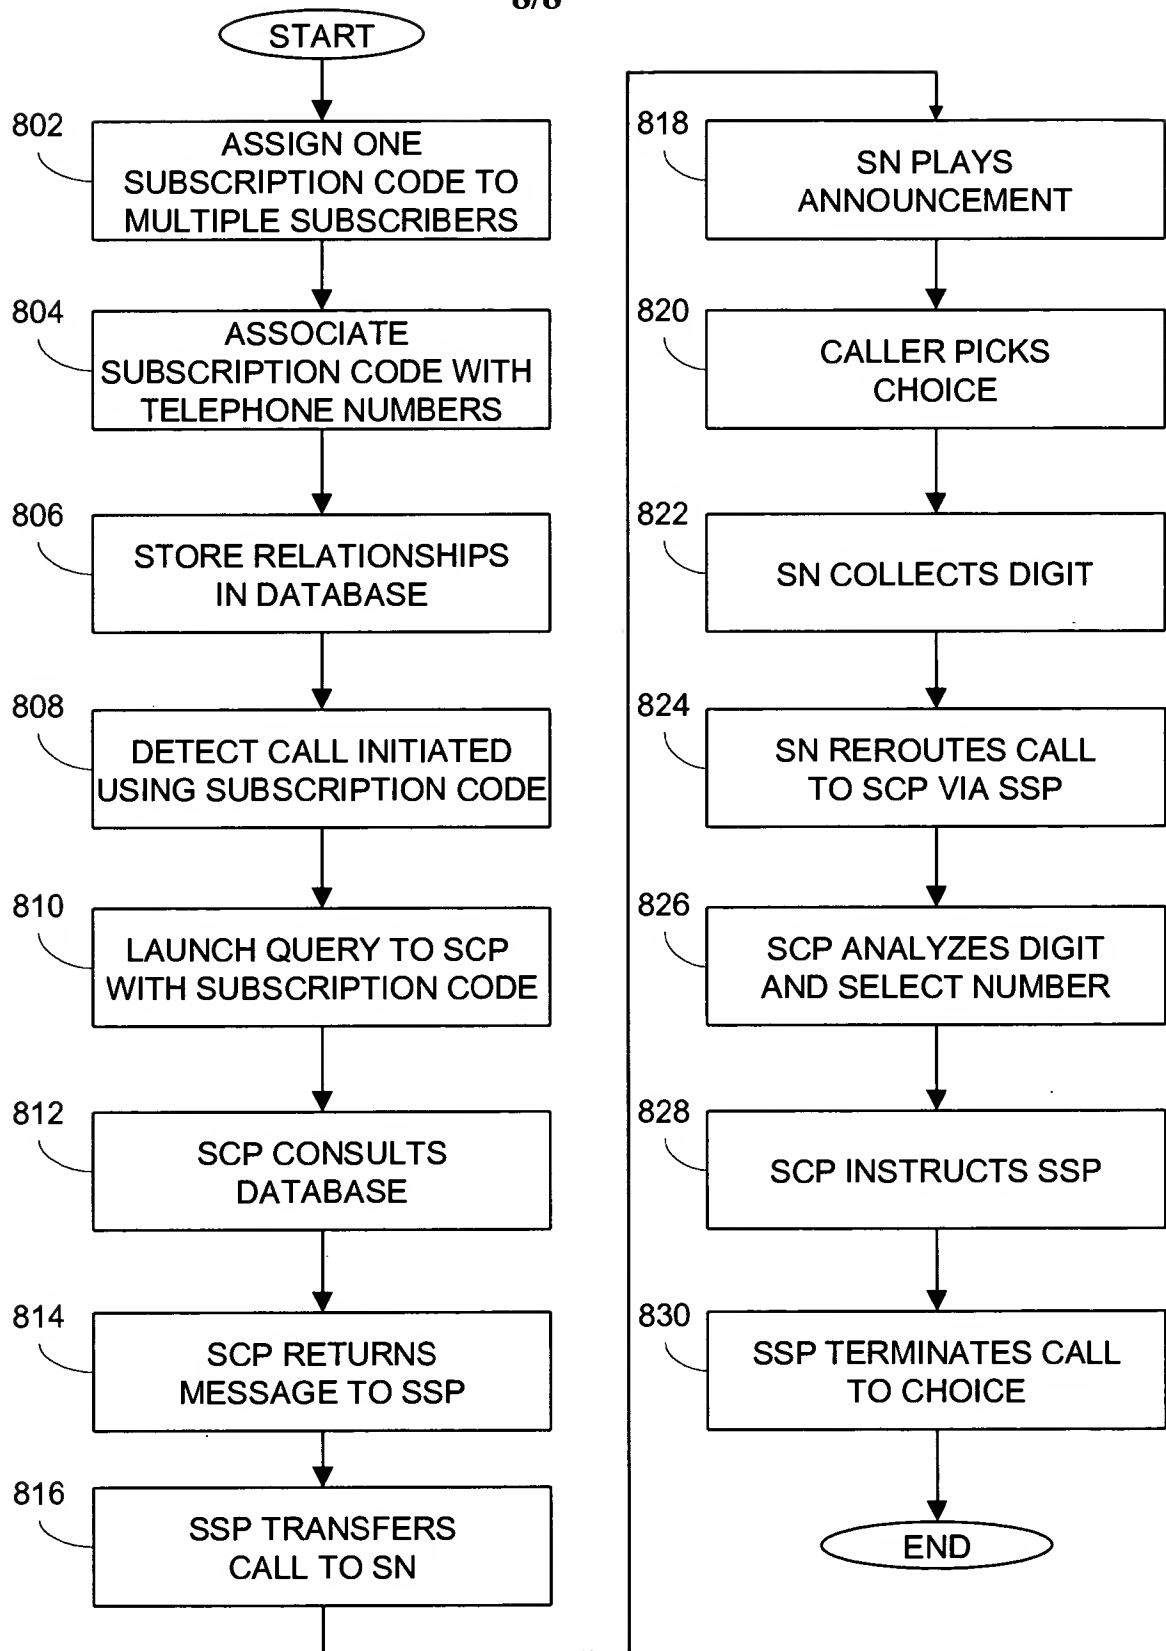 8/8
START
802
ASSIGN ONE
SUBSCRIPTION CODE TO
MULTIPLE SUBSCRIBERS
804
ASSOCIATE
SUBSCRIPTION CODE WITH
TELEPHONE NUMBERS
806
STORE RELATIONSHIPS
IN DATABASE
808
DETECT CALL INITIATED
USING SUBSCRIPTION CODE
810
LAUNCH QUERY TO SCP
WITH SUBSCRIPTION CODE
812
SCP CONSULTS
DATABASE
814
SCP RETURNS
MESSAGE TO SSP
816
SSP TRANSFERS
CALL TO SN
818
SN PLAYS
ANNOUNCEMENT
820
CALLER PICKS
CHOICE
822
SN COLLECTS DIGIT
824
SN REROUTES CALL
TO SCP VIA SSP
826
SCP ANALYZES DIGIT
AND SELECT NUMBER
828
SCP INSTRUCTS SSP
830
SSP TERMINATES CALL
TO CHOICE
END